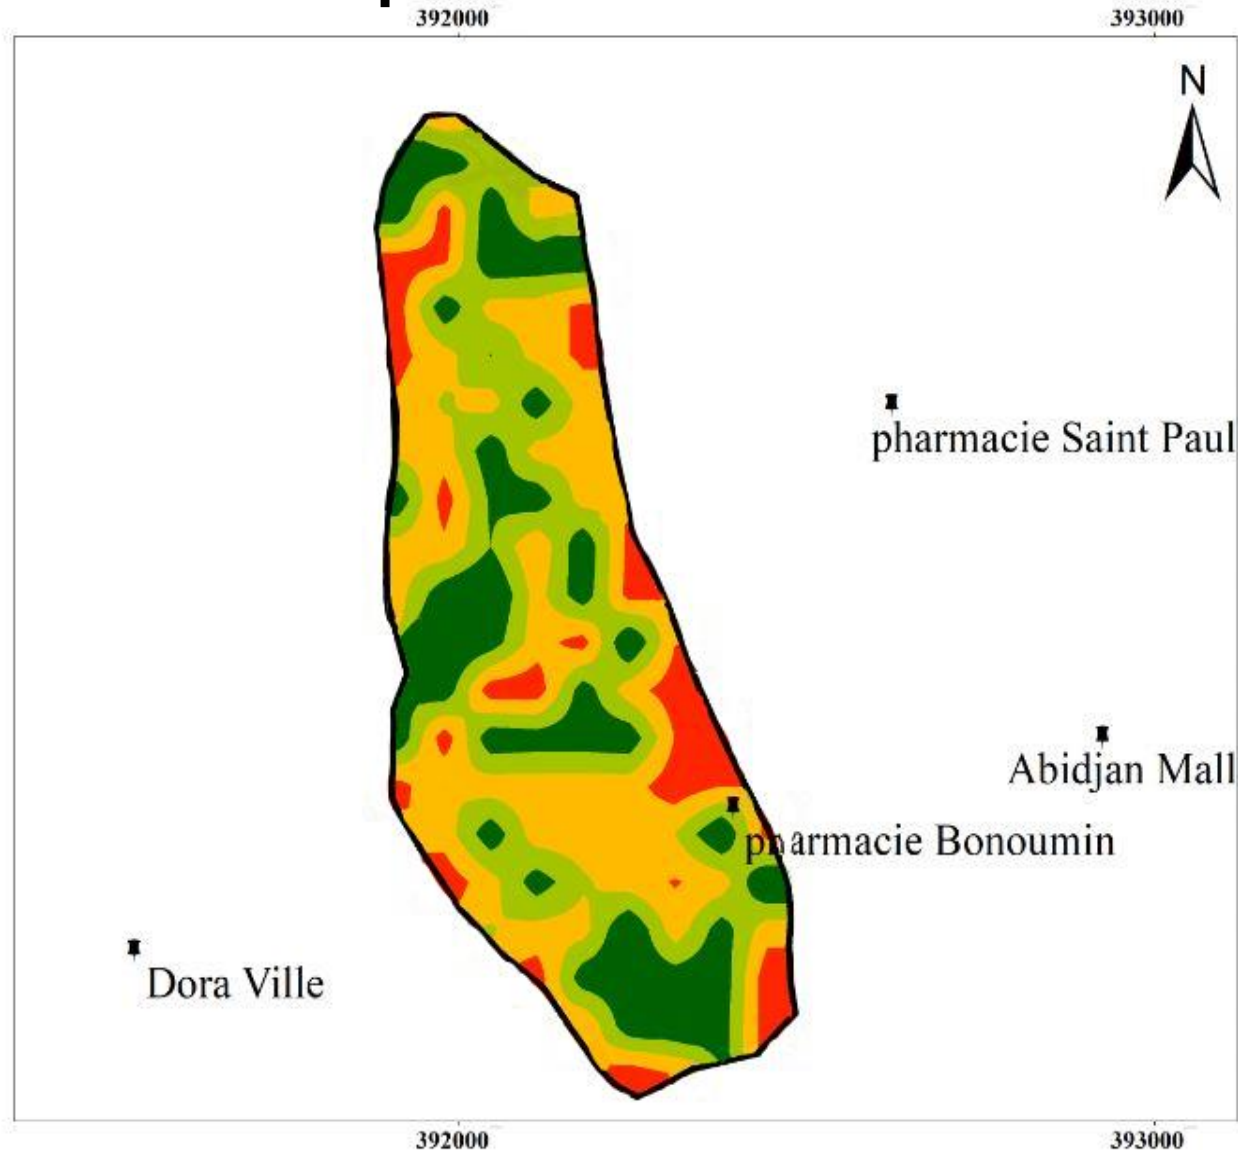 392000 393000
N
pharmacie Saint Paul
Abidjan Mall
pharmacie Bonoumin
Dora Ville
392000 393000